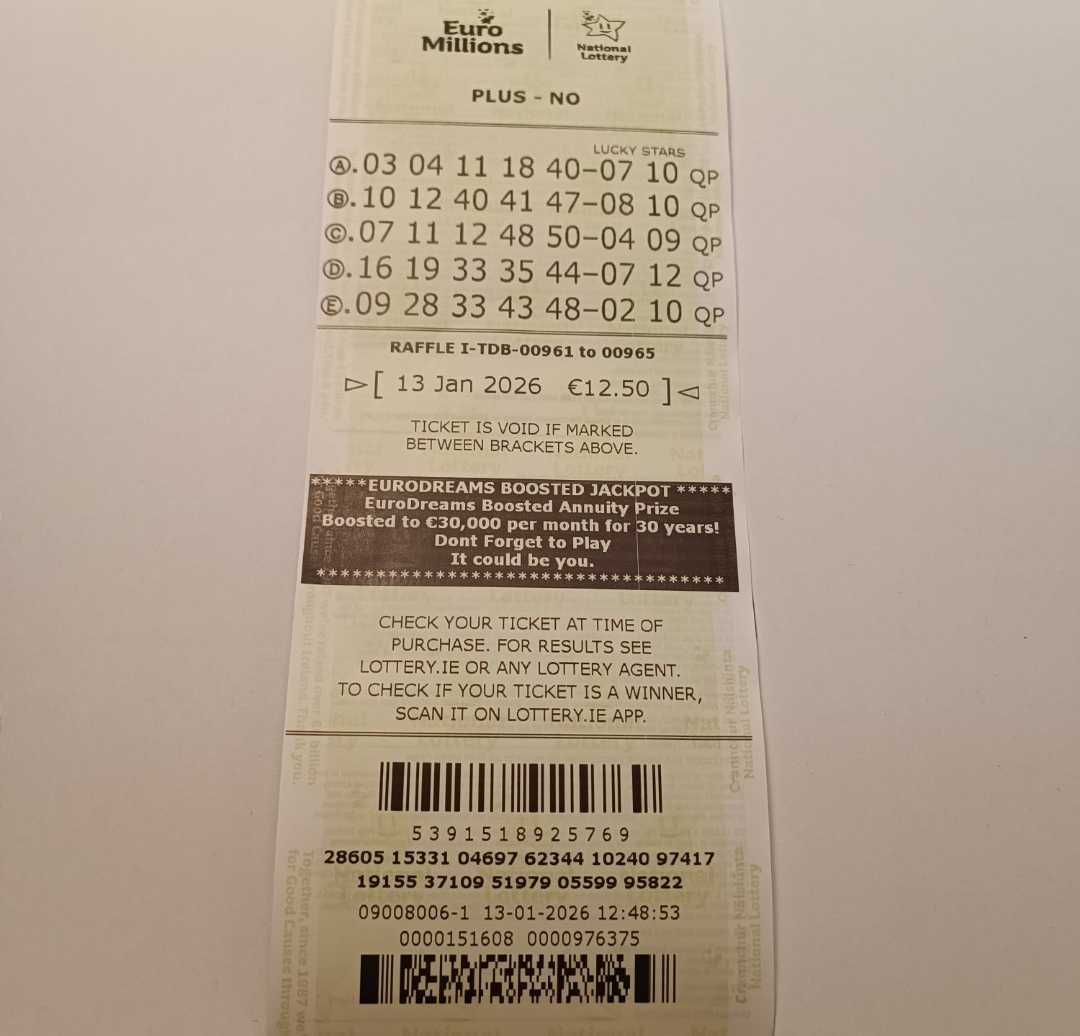 Euro
Millions
National
Lottery
PLUS - NO
LUCKY STARS
Ⓐ.03 04 11 18 40-07 10 QP
Ⓑ.10 12 40 41 47-08 10 QP
Ⓒ.07 11 12 48 50-04 09 QP
Ⓓ.16 19 33 35 44-07 12 QP
Ⓔ.09 28 33 43 48-02 10 QP
RAFFLE I-TDB-00961 to 00965
▷[ 13 Jan 2026 €12.50 ]◁
TICKET IS VOID IF MARKED
BETWEEN BRACKETS ABOVE.
*****EURODREAMS BOOSTED JACKPOT *****
EuroDreams Boosted Annuity Prize
Boosted to €30,000 per month for 30 years!
Dont Forget to Play
It could be you.
************************************
CHECK YOUR TICKET AT TIME OF
PURCHASE. FOR RESULTS SEE
LOTTERY.IE OR ANY LOTTERY AGENT.
TO CHECK IF YOUR TICKET IS A WINNER,
SCAN IT ON LOTTERY.IE APP.
5391518925769
28605 15331 04697 62344 10240 97417
19155 37109 51979 05599 95822
09008006-1 13-01-2026 12:48:53
0000151608 0000976375